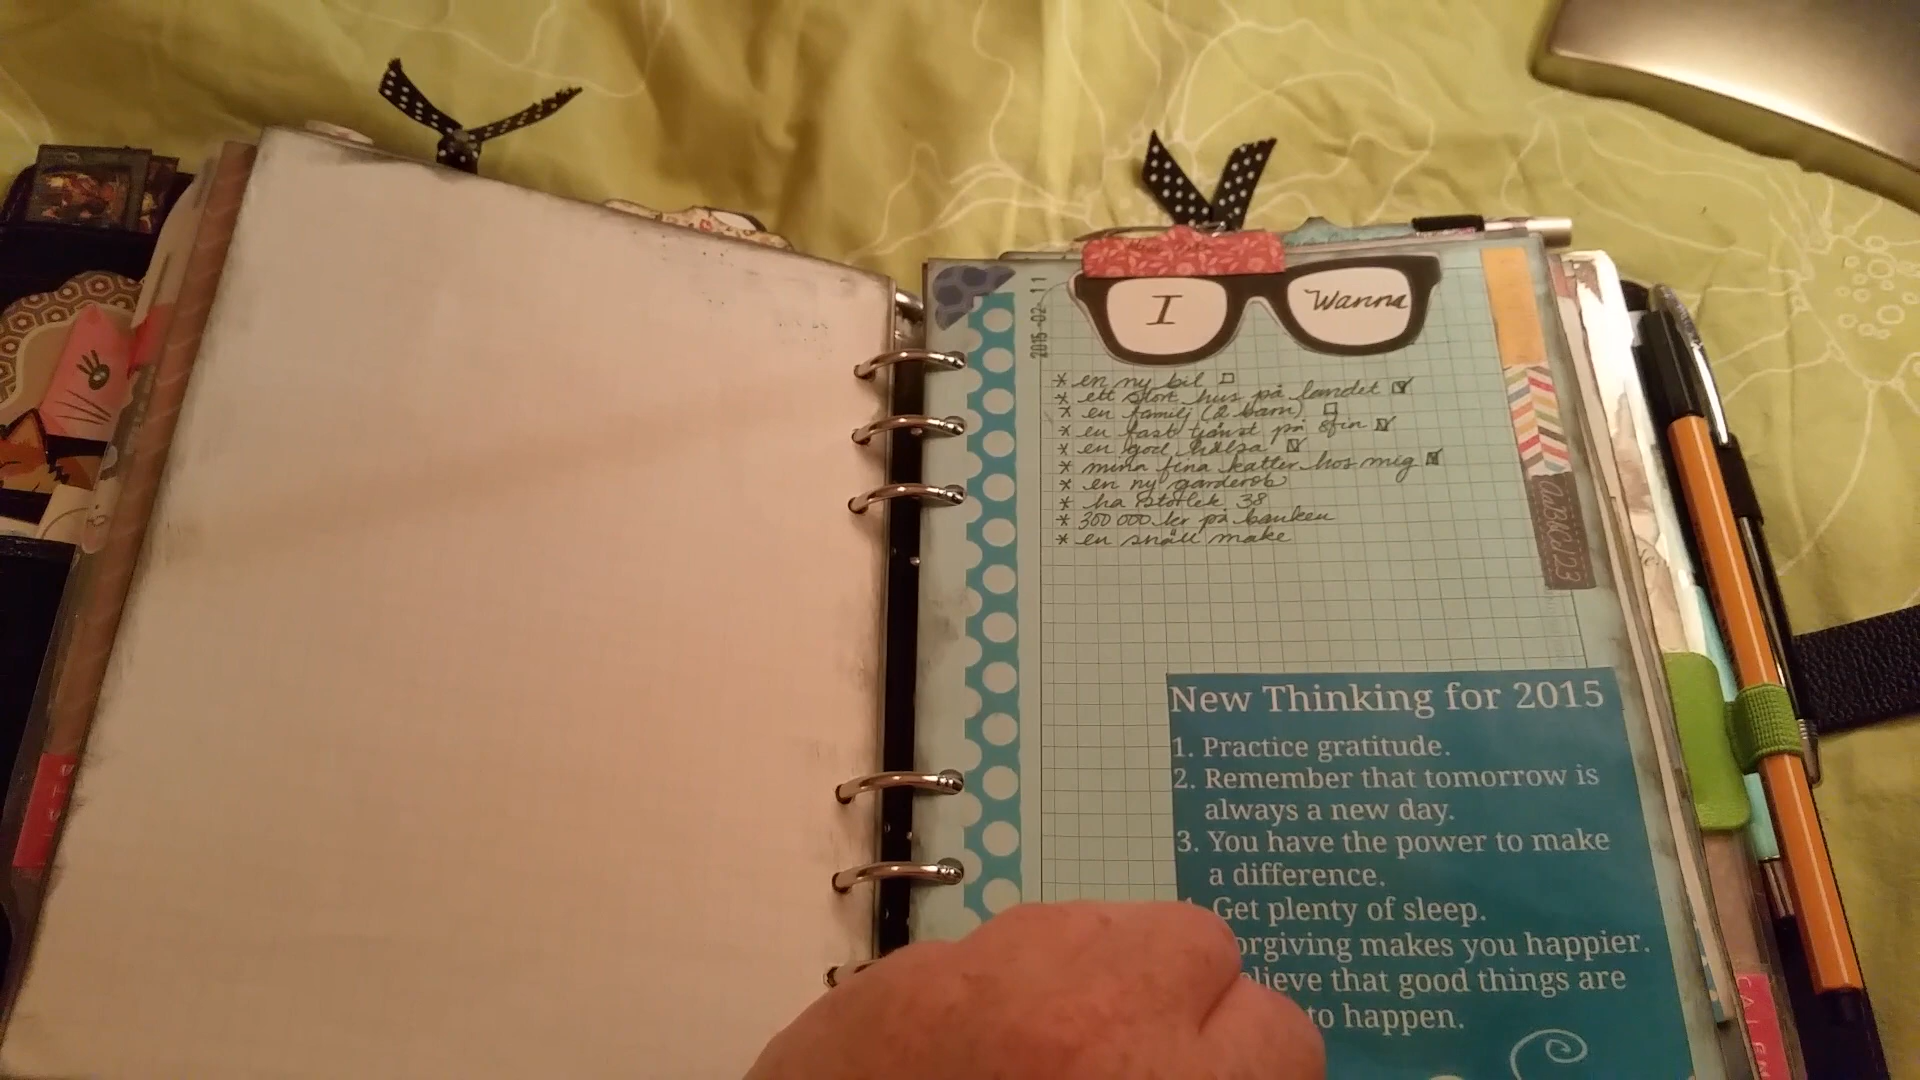 2015-02-11
I Wanna
* en ny bil ☐
* ett stort hus på landet ☑
* en familj (2 barn) ☐
* en fast tjänst på sfin ☑
* en god hälsa ☑
* mina fina katter hos mig ☑
* en ny garderob
* ha storlek 38
* 300 000 kr på banken
* en snäll make
New Thinking for 2015
1. Practice gratitude.
2. Remember that tomorrow is
always a new day.
3. You have the power to make
a difference.
Get plenty of sleep.
orgiving makes you happier.
lieve that good things are
to happen.